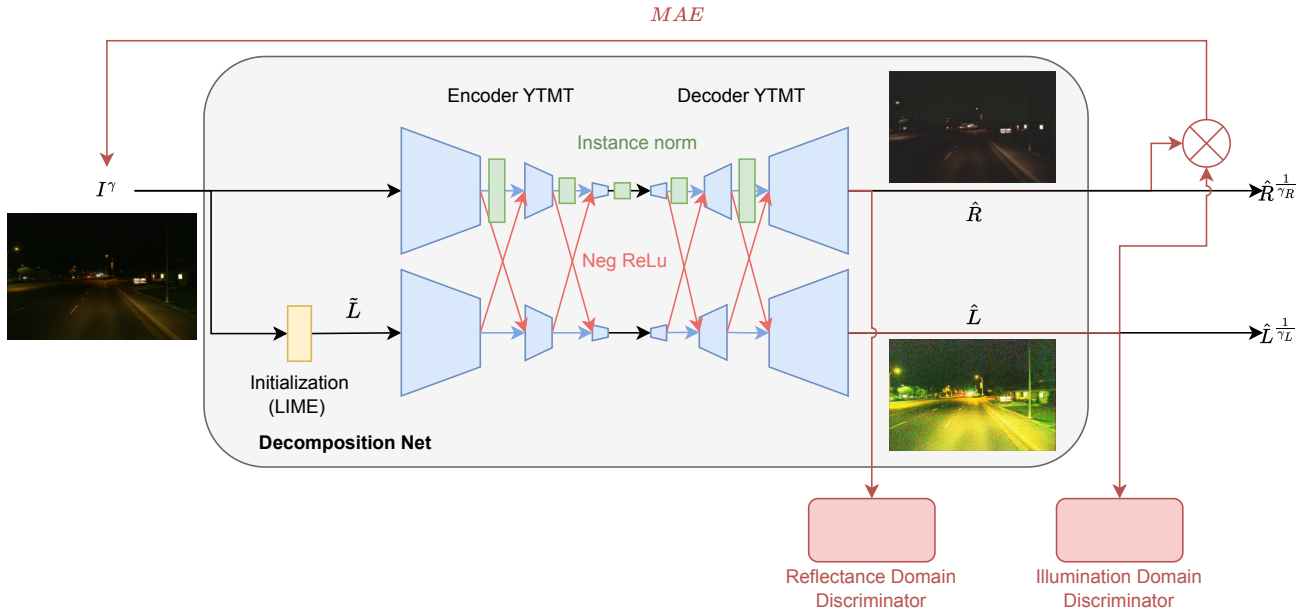 MAE
Encoder YTMT
Decoder YTMT
Instance norm
I^γ
R̂
R̂^{1/γ_R}
Neg ReLu
L̃
L̂
L̂^{1/γ_L}
Initialization
(LIME)
Decomposition Net
Reflectance Domain
Discriminator
Illumination Domain
Discriminator